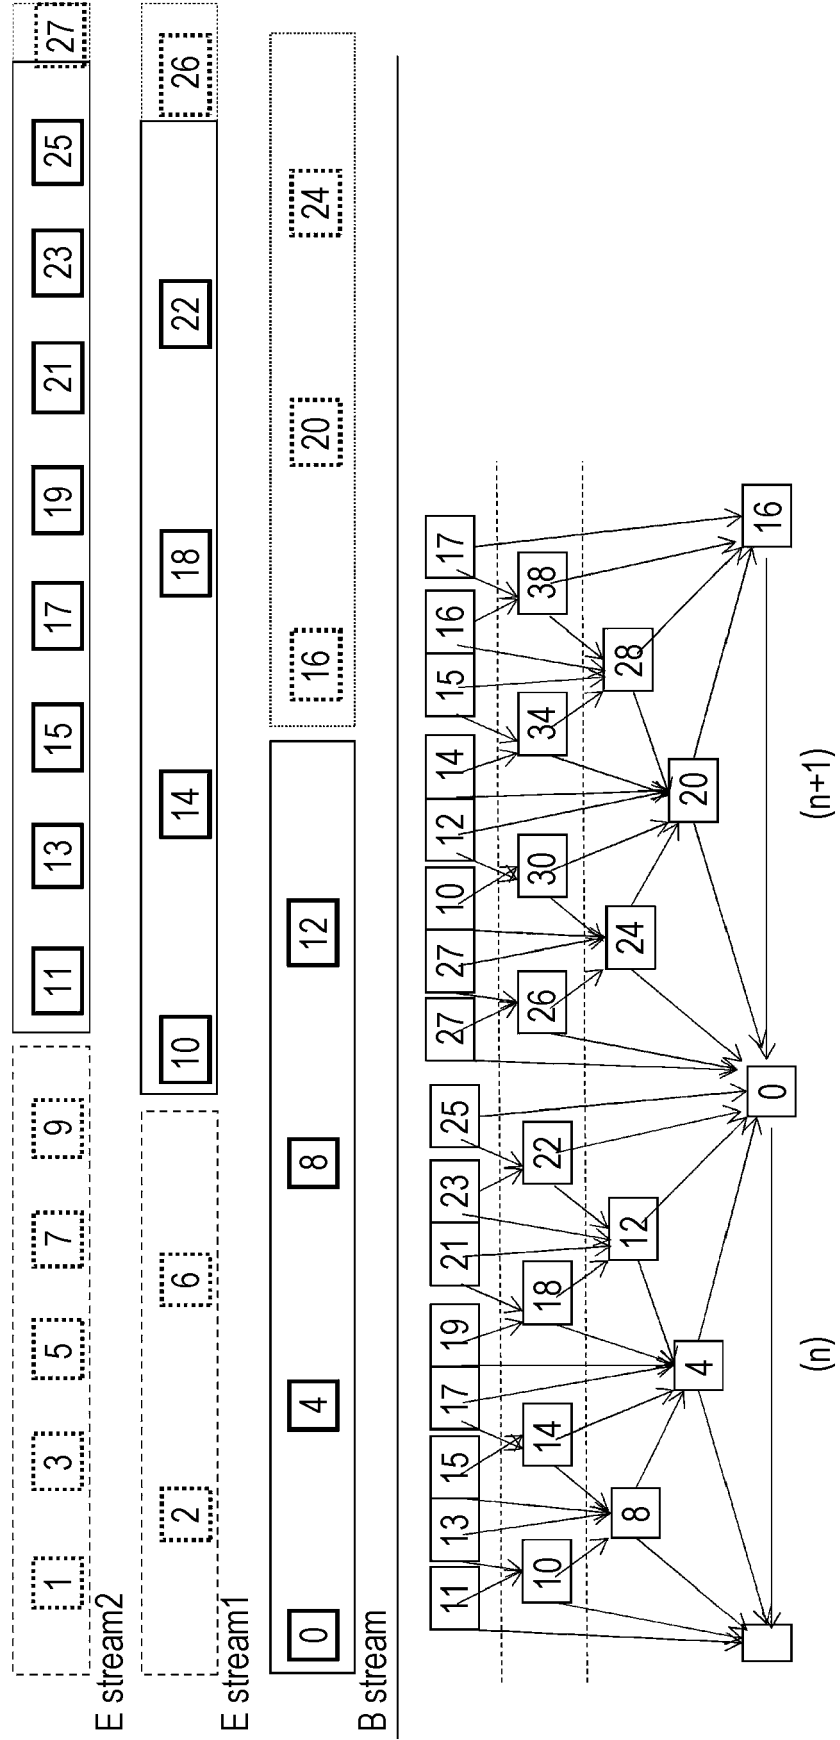 1 3 5 7 9 11 13 15 17 19 21 23 25 27
E stream2
2 6 10 14 18 22 26
E stream1
0 4 8 12 16 20 24
B stream
11 13 15 17 19 21 23 25 27 27 10 12 14 15 16 17
10 14 18 22 26 30 34 38
8 12 24 28
4 20
0 16
(n) (n+1)